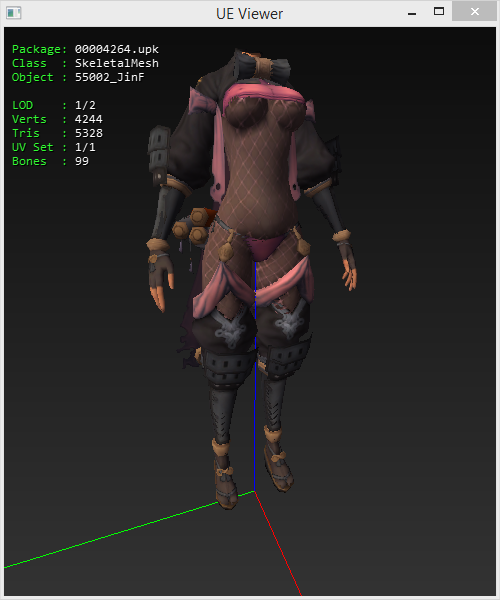 UE Viewer
Package: 00004264.upk
Class : SkeletalMesh
Object : 55002_JinF
LOD : 1/2
Verts : 4244
Tris : 5328
UV Set : 1/1
Bones : 99